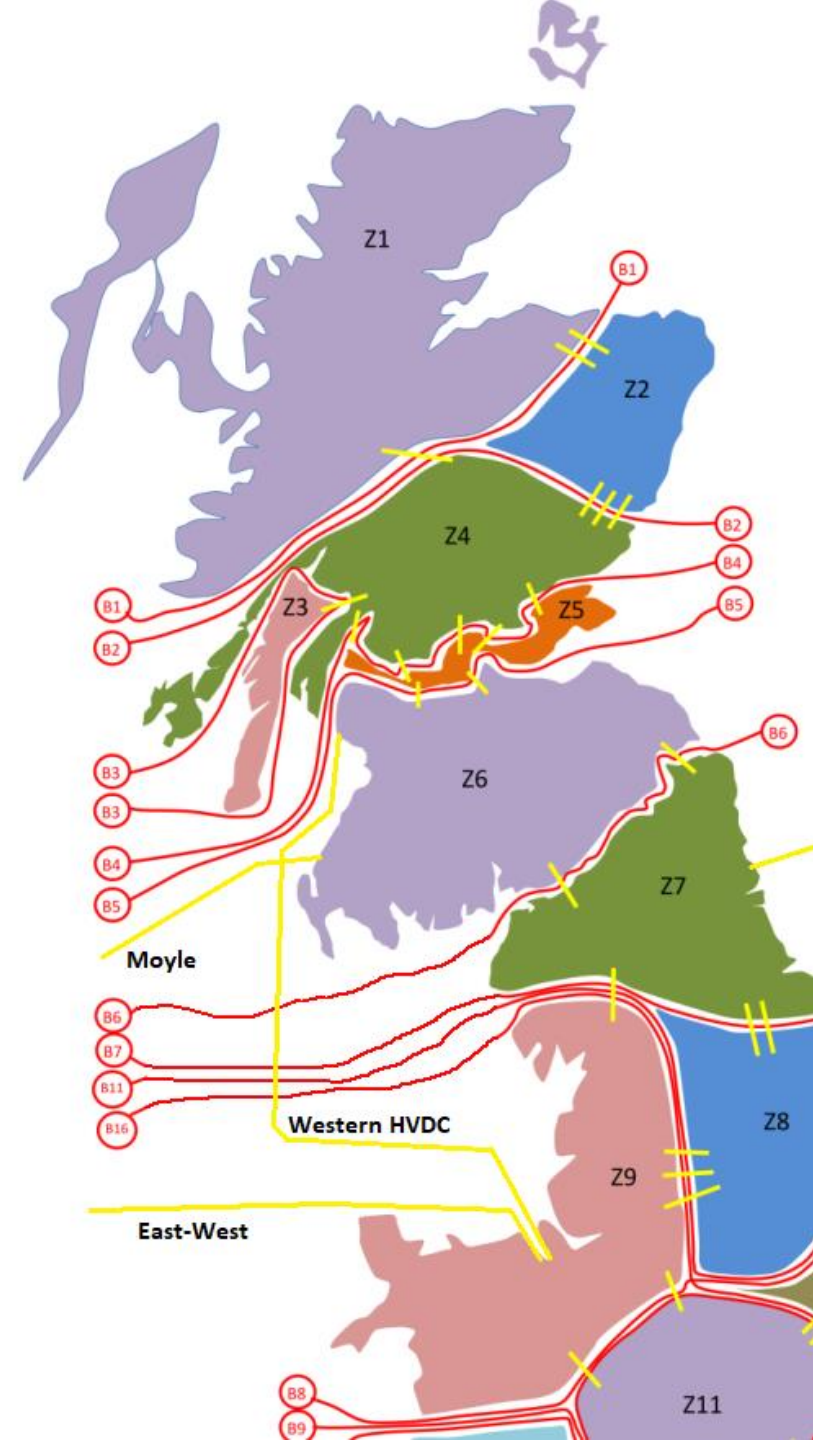 Z1
B1
Z2
B2
Z4
B4
B1
Z3
Z5
B5
B2
B6
B3
Z6
B3
B4
Z7
B5
Moyle
B6
B7
B11
B16
Western HVDC
Z8
Z9
East-West
B8
Z11
B9